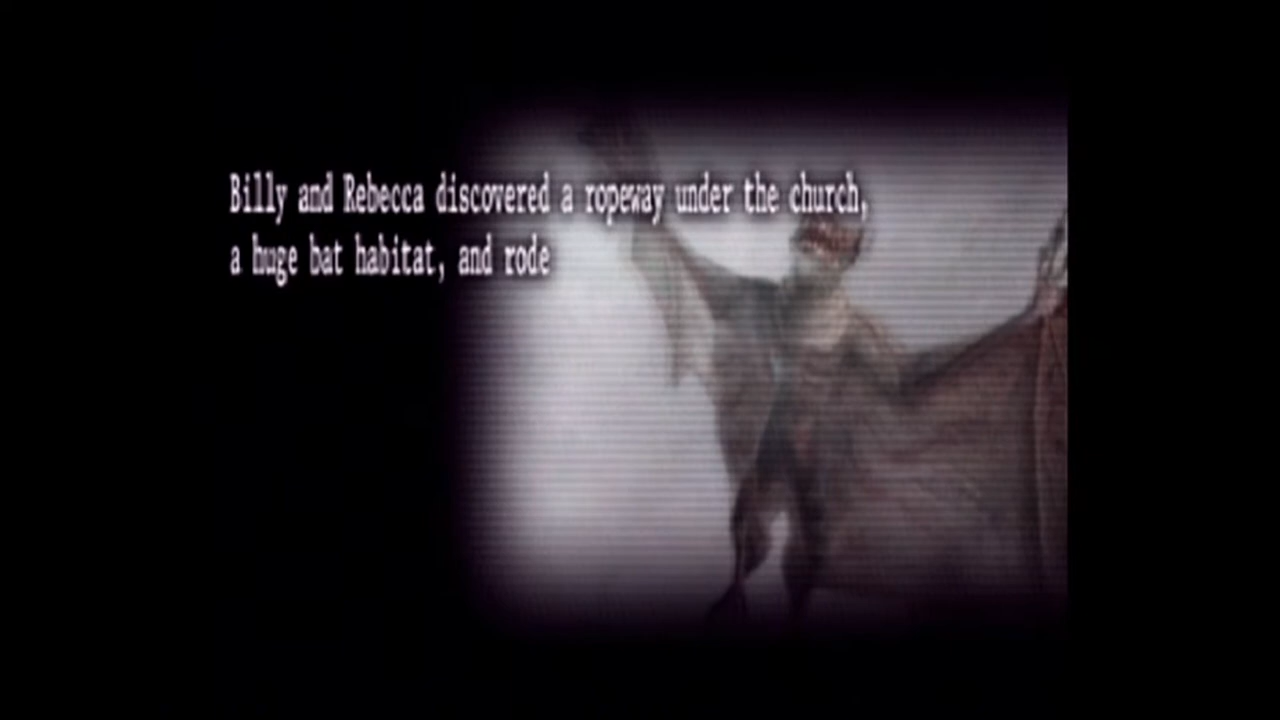 Billy and Rebecca discovered a ropeway under the church,
a huge bat habitat, and rode